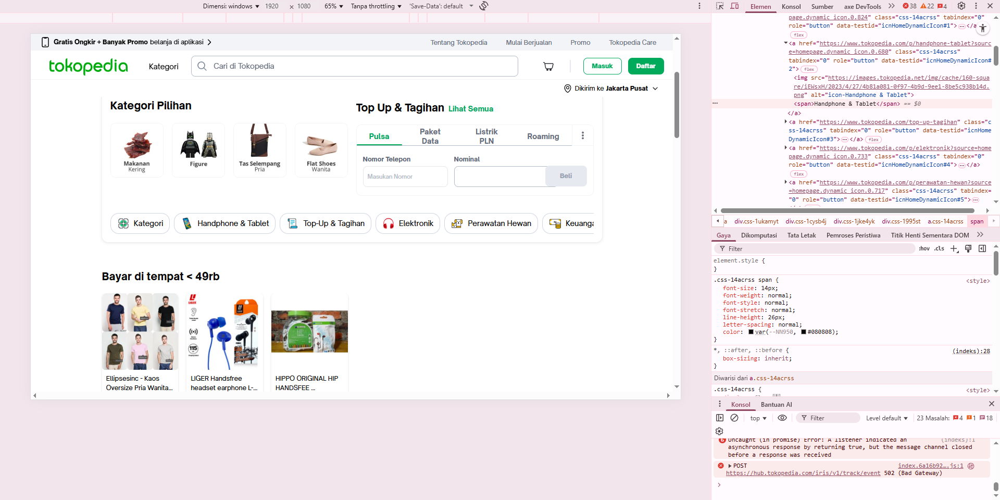 Dimensi: windows ▼ 1920 × 1080 65% ▼ Tanpa throttling ▼ 'Save-Data': default
Gratis Ongkir + Banyak Promo belanja di aplikasi
Tentang Tokopedia Mulai Berjualan Promo Tokopedia Care
tokopedia Kategori Cari di Tokopedia Masuk Daftar
Dikirim ke Jakarta Pusat
Kategori Pilihan
Makanan
Kering
Figure
Tas Selempang
Pria
Flat Shoes
Wanita
Top Up & Tagihan Lihat Semua
Pulsa
Paket
Data
Listrik
PLN
Roaming
Nomor Telepon Nominal
Masukan Nomor Beli
Kategori Handphone & Tablet Top-Up & Tagihan Elektronik Perawatan Hewan Keuanga
Bayar di tempat < 49rb
LIGER
115
Ellipsesinc - Kaos
Oversize Pria Wanita...
LIGER Handsfree
headset earphone L-...
HIPPO ORIGINAL HIP
HANDSFEE ...
Elemen Konsol Sumber axe DevTools 38 22 4
page.dynamic_icon.0.824" class="css-14acrss" tabindex="0"
role="button" data-testid="icnHomeDynamicIcon#1"> </a
flex
<a href="https://www.tokopedia.com/p/handphone-tablet?sourc
e=homepage.dynamic_icon.0.680" class="css-14acrss"
tabindex="0" role="button" data-testid="icnHomeDynamicIcon#
2"> flex
<img src="https://images.tokopedia.net/img/cache/160-squa
re/iEWsxH/2023/4/27/4b81a081-0f97-4b9d-9ee1-8be5c938b14d.
png" alt="icon-Handphone & Tablet">
<span>Handphone & Tablet</span> == $0
</a>
<a href="https://www.tokopedia.com/top-up-tagihan" class="c
ss-14acrss" tabindex="0" role="button" data-testid="icnHome
DynamicIcon#3"> </a> flex
<a href="https://www.tokopedia.com/p/elektronik?source=home
page.dynamic_icon.0.733" class="css-14acrss" tabindex="0"
role="button" data-testid="icnHomeDynamicIcon#4"> </a>
flex
<a href="https://www.tokopedia.com/p/perawatan-hewan?source
=homepage.dynamic_icon.0.717" class="css-14acrss" tabindex=
"0" role="button" data-testid="icnHomeDynamicIcon#5">
a div.css-1ukamyt div.css-1cysb4j div.css-1jke4yk div.css-1995st a.css-14acrss span
Gaya Dikomputasi Tata Letak Pemroses Peristiwa Titik Henti Sementara DOM
Filter :hov .cls
element.style {
}
.css-14acrss span { <style>
font-size: 14px;
font-weight: normal;
font-style: normal;
font-stretch: normal;
line-height: 26px;
letter-spacing: normal;
color: var(--NN950, #080808);
}
*, ::after, ::before { (indeks):28
box-sizing: inherit;
}
Diwarisi dari a.css-14acrss
.css-14acrss { <style>
Konsol Bantuan AI
top ▼ Filter Level default ▼ 23 Masalah: 4 1 18
6 Uncaught (in promise) Error: A listener indicated an (indeks):1
asynchronous response by returning true, but the message channel closed
before a response was received
POST index.6a16b92….js:1
https://hub.tokopedia.com/iris/v1/track/event 502 (Bad Gateway)